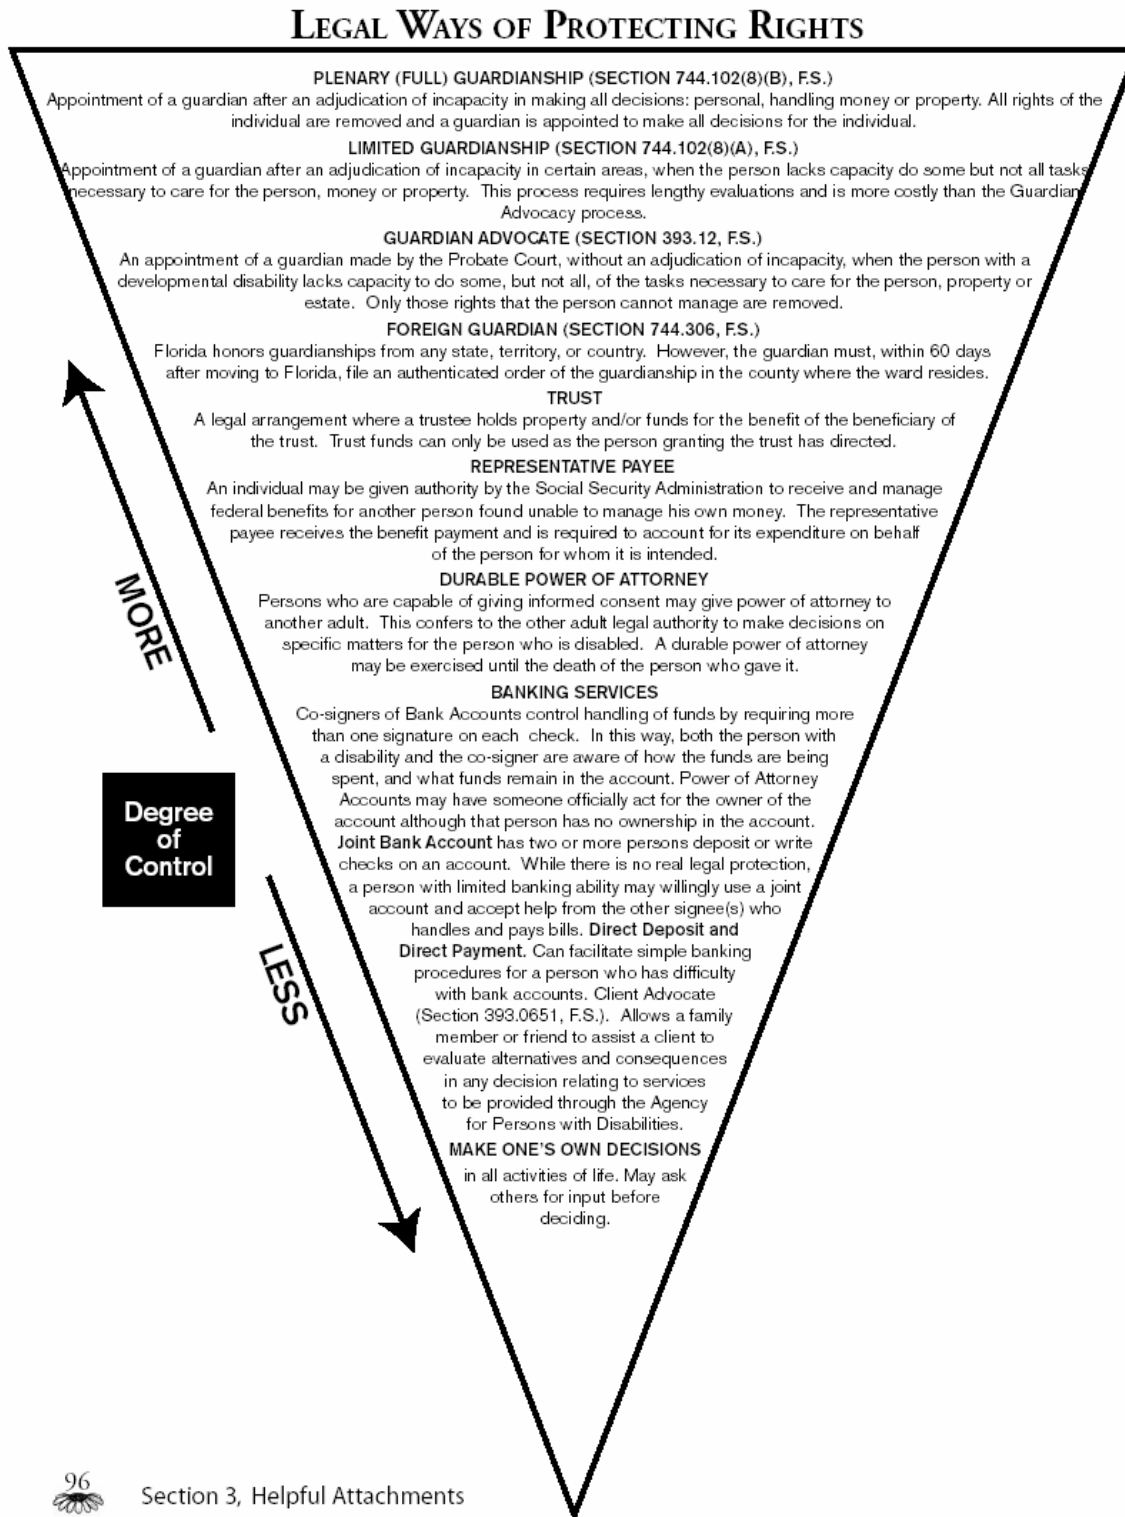 LEGAL WAYS OF PROTECTING RIGHTS
PLENARY (FULL) GUARDIANSHIP (SECTION 744.102(8)(B), F.S.)
Appointment of a guardian after an adjudication of incapacity in making all decisions: personal, handling money or property. All rights of the
individual are removed and a guardian is appointed to make all decisions for the individual.
LIMITED GUARDIANSHIP (SECTION 744.102(8)(A), F.S.)
Appointment of a guardian after an adjudication of incapacity in certain areas, when the person lacks capacity do some but not all tasks
necessary to care for the person, money or property. This process requires lengthy evaluations and is more costly than the Guardian
Advocacy process.
GUARDIAN ADVOCATE (SECTION 393.12, F.S.)
An appointment of a guardian made by the Probate Court, without an adjudication of incapacity, when the person with a
developmental disability lacks capacity to do some, but not all, of the tasks necessary to care for the person, property or
estate. Only those rights that the person cannot manage are removed.
FOREIGN GUARDIAN (SECTION 744.306, F.S.)
Florida honors guardianships from any state, territory, or country. However, the guardian must, within 60 days
after moving to Florida, file an authenticated order of the guardianship in the county where the ward resides.
TRUST
A legal arrangement where a trustee holds property and/or funds for the benefit of the beneficiary of
the trust. Trust funds can only be used as the person granting the trust has directed.
REPRESENTATIVE PAYEE
An individual may be given authority by the Social Security Administration to receive and manage
federal benefits for another person found unable to manage his own money. The representative
payee receives the benefit payment and is required to account for its expenditure on behalf
of the person for whom it is intended.
DURABLE POWER OF ATTORNEY
Persons who are capable of giving informed consent may give power of attorney to
another adult. This confers to the other adult legal authority to make decisions on
specific matters for the person who is disabled. A durable power of attorney
may be exercised until the death of the person who gave it.
BANKING SERVICES
Co-signers of Bank Accounts control handling of funds by requiring more
than one signature on each check. In this way, both the person with
a disability and the co-signer are aware of how the funds are being
spent, and what funds remain in the account. Power of Attorney
Accounts may have someone officially act for the owner of the
account although that person has no ownership in the account.
Joint Bank Account has two or more persons deposit or write
checks on an account. While there is no real legal protection,
a person with limited banking ability may willingly use a joint
account and accept help from the other signee(s) who
handles and pays bills. Direct Deposit and
Direct Payment. Can facilitate simple banking
procedures for a person who has difficulty
with bank accounts. Client Advocate
(Section 393.0651, F.S.). Allows a family
member or friend to assist a client to
evaluate alternatives and consequences
in any decision relating to services
to be provided through the Agency
for Persons with Disabilities.
MAKE ONE'S OWN DECISIONS
in all activities of life. May ask
others for input before
deciding.
MORE
Degree
of
Control
LESS
96
Section 3, Helpful Attachments